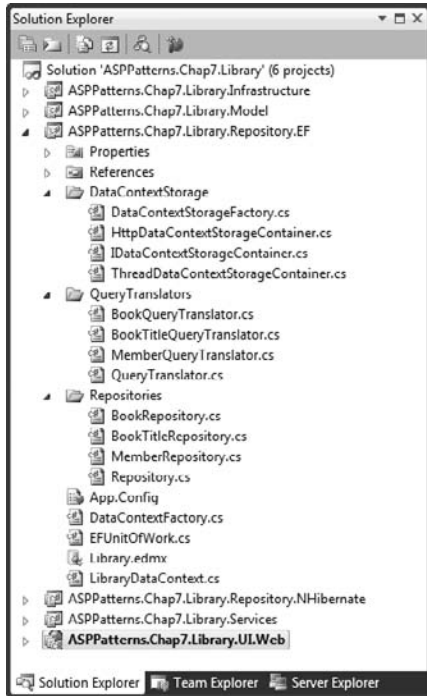 Solution Explorer
Solution 'ASPPatterns.Chap7.Library' (6 projects)
ASPPatterns.Chap7.Library.Infrastructure
ASPPatterns.Chap7.Library.Model
ASPPatterns.Chap7.Library.Repository.EF
Properties
References
DataContextStorage
DataContextStorageFactory.cs
HttpDataContextStorageContainer.cs
IDataContextStorageContainer.cs
ThreadDataContextStorageContainer.cs
QueryTranslators
BookQueryTranslator.cs
BookTitleQueryTranslator.cs
MemberQueryTranslator.cs
QueryTranslator.cs
Repositories
BookRepository.cs
BookTitleRepository.cs
MemberRepository.cs
Repository.cs
App.Config
DataContextFactory.cs
EFUnitOfWork.cs
Library.edmx
LibraryDataContext.cs
ASPPatterns.Chap7.Library.Repository.NHibernate
ASPPatterns.Chap7.Library.Services
ASPPatterns.Chap7.Library.UI.Web
Solution Explorer Team Explorer Server Explorer